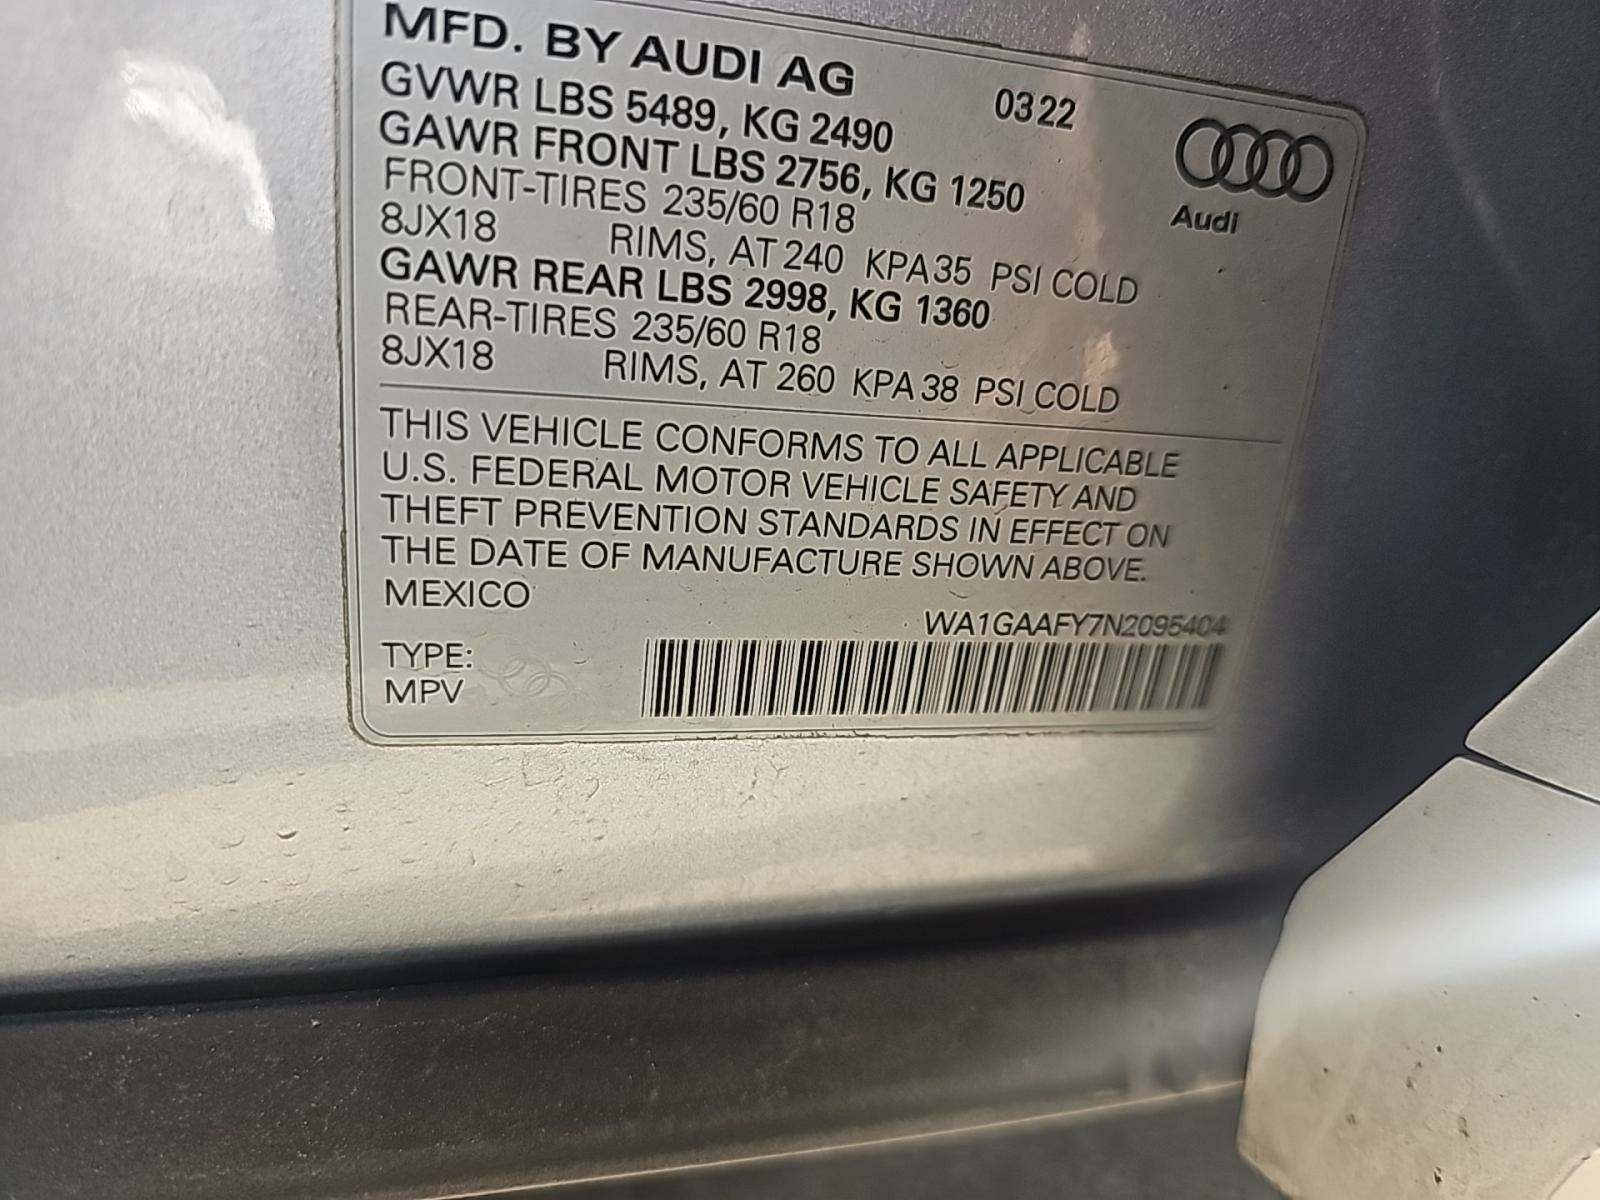 MFD. BY AUDI AG
0322
GVWR LBS 5489, KG 2490
GAWR FRONT LBS 2756, KG 1250
FRONT-TIRES 235/60 R18
8JX18 RIMS, AT 240 KPA 35 PSI COLD
GAWR REAR LBS 2998, KG 1360
REAR-TIRES 235/60 R18
8JX18 RIMS, AT 260 KPA 38 PSI COLD
Audi
THIS VEHICLE CONFORMS TO ALL APPLICABLE
U.S. FEDERAL MOTOR VEHICLE SAFETY AND
THEFT PREVENTION STANDARDS IN EFFECT ON
THE DATE OF MANUFACTURE SHOWN ABOVE.
MEXICO
WA1GAAFY7N2095404
TYPE:
MPV